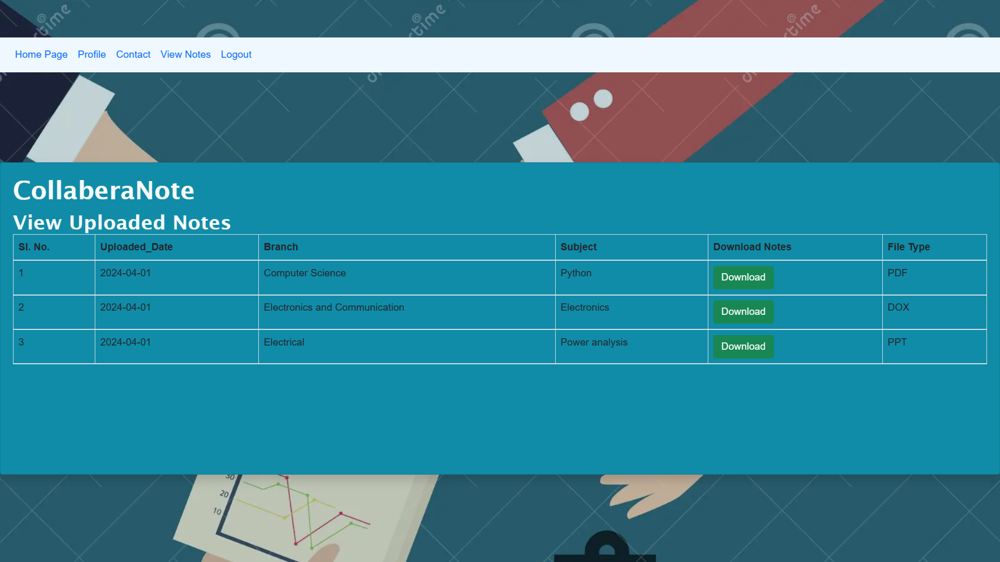 Home Page Profile Contact View Notes Logout
CollaberaNote
View Uploaded Notes
Sl. No. Uploaded_Date Branch Subject Download Notes File Type
1 2024-04-01 Computer Science Python Download PDF
2 2024-04-01 Electronics and Communication Electronics Download DOX
3 2024-04-01 Electrical Power analysis Download PPT
30
20
10